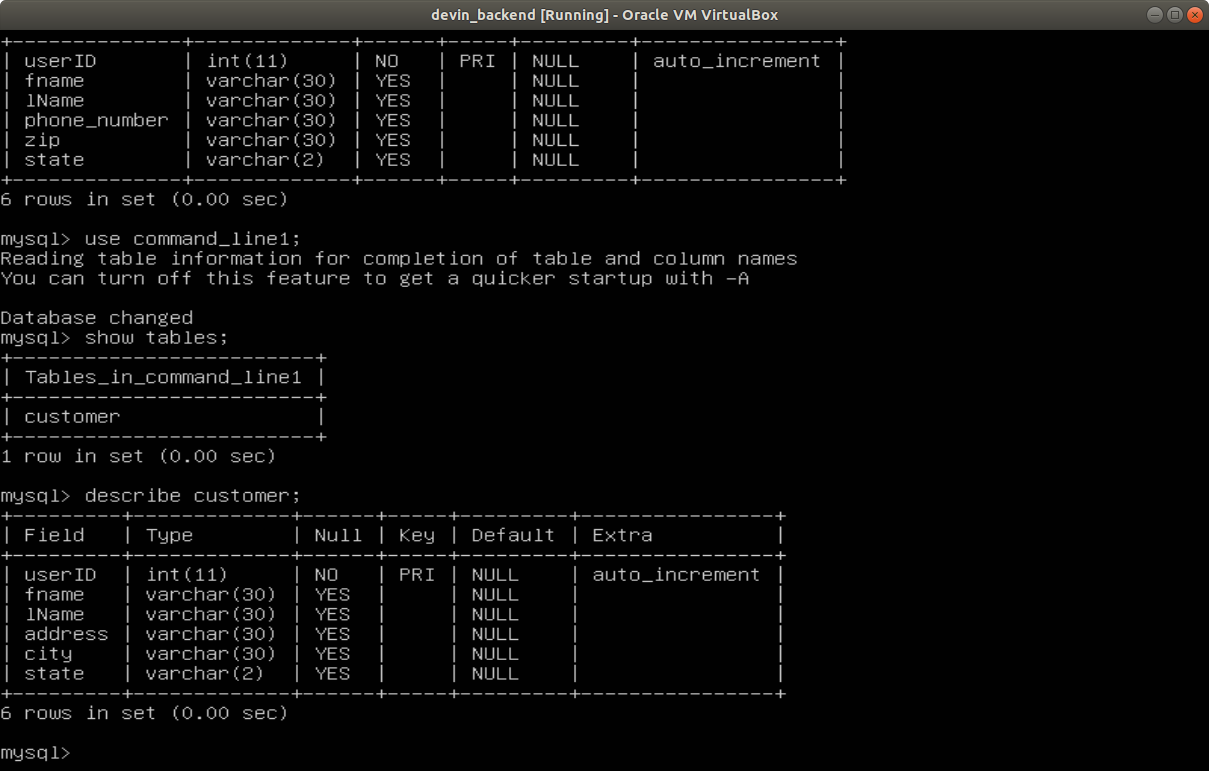 devin_backend [Running] - Oracle VM VirtualBox
+--------------+-------------+------+-----+---------+----------------+
| userID       | int(11)     | NO   | PRI | NULL    | auto_increment |
| fname        | varchar(30) | YES  |     | NULL    |                |
| lName        | varchar(30) | YES  |     | NULL    |                |
| phone_number | varchar(30) | YES  |     | NULL    |                |
| zip          | varchar(30) | YES  |     | NULL    |                |
| state        | varchar(2)  | YES  |     | NULL    |                |
+--------------+-------------+------+-----+---------+----------------+
6 rows in set (0.00 sec)
mysql> use command_line1;
Reading table information for completion of table and column names
You can turn off this feature to get a quicker startup with -A
Database changed
mysql> show tables;
+-------------------------+
| Tables_in_command_line1 |
+-------------------------+
| customer                |
+-------------------------+
1 row in set (0.00 sec)
mysql> describe customer;
+---------+-------------+------+-----+---------+----------------+
| Field   | Type        | Null | Key | Default | Extra          |
+---------+-------------+------+-----+---------+----------------+
| userID  | int(11)     | NO   | PRI | NULL    | auto_increment |
| fname   | varchar(30) | YES  |     | NULL    |                |
| lName   | varchar(30) | YES  |     | NULL    |                |
| address | varchar(30) | YES  |     | NULL    |                |
| city    | varchar(30) | YES  |     | NULL    |                |
| state   | varchar(2)  | YES  |     | NULL    |                |
+---------+-------------+------+-----+---------+----------------+
6 rows in set (0.00 sec)
mysql>